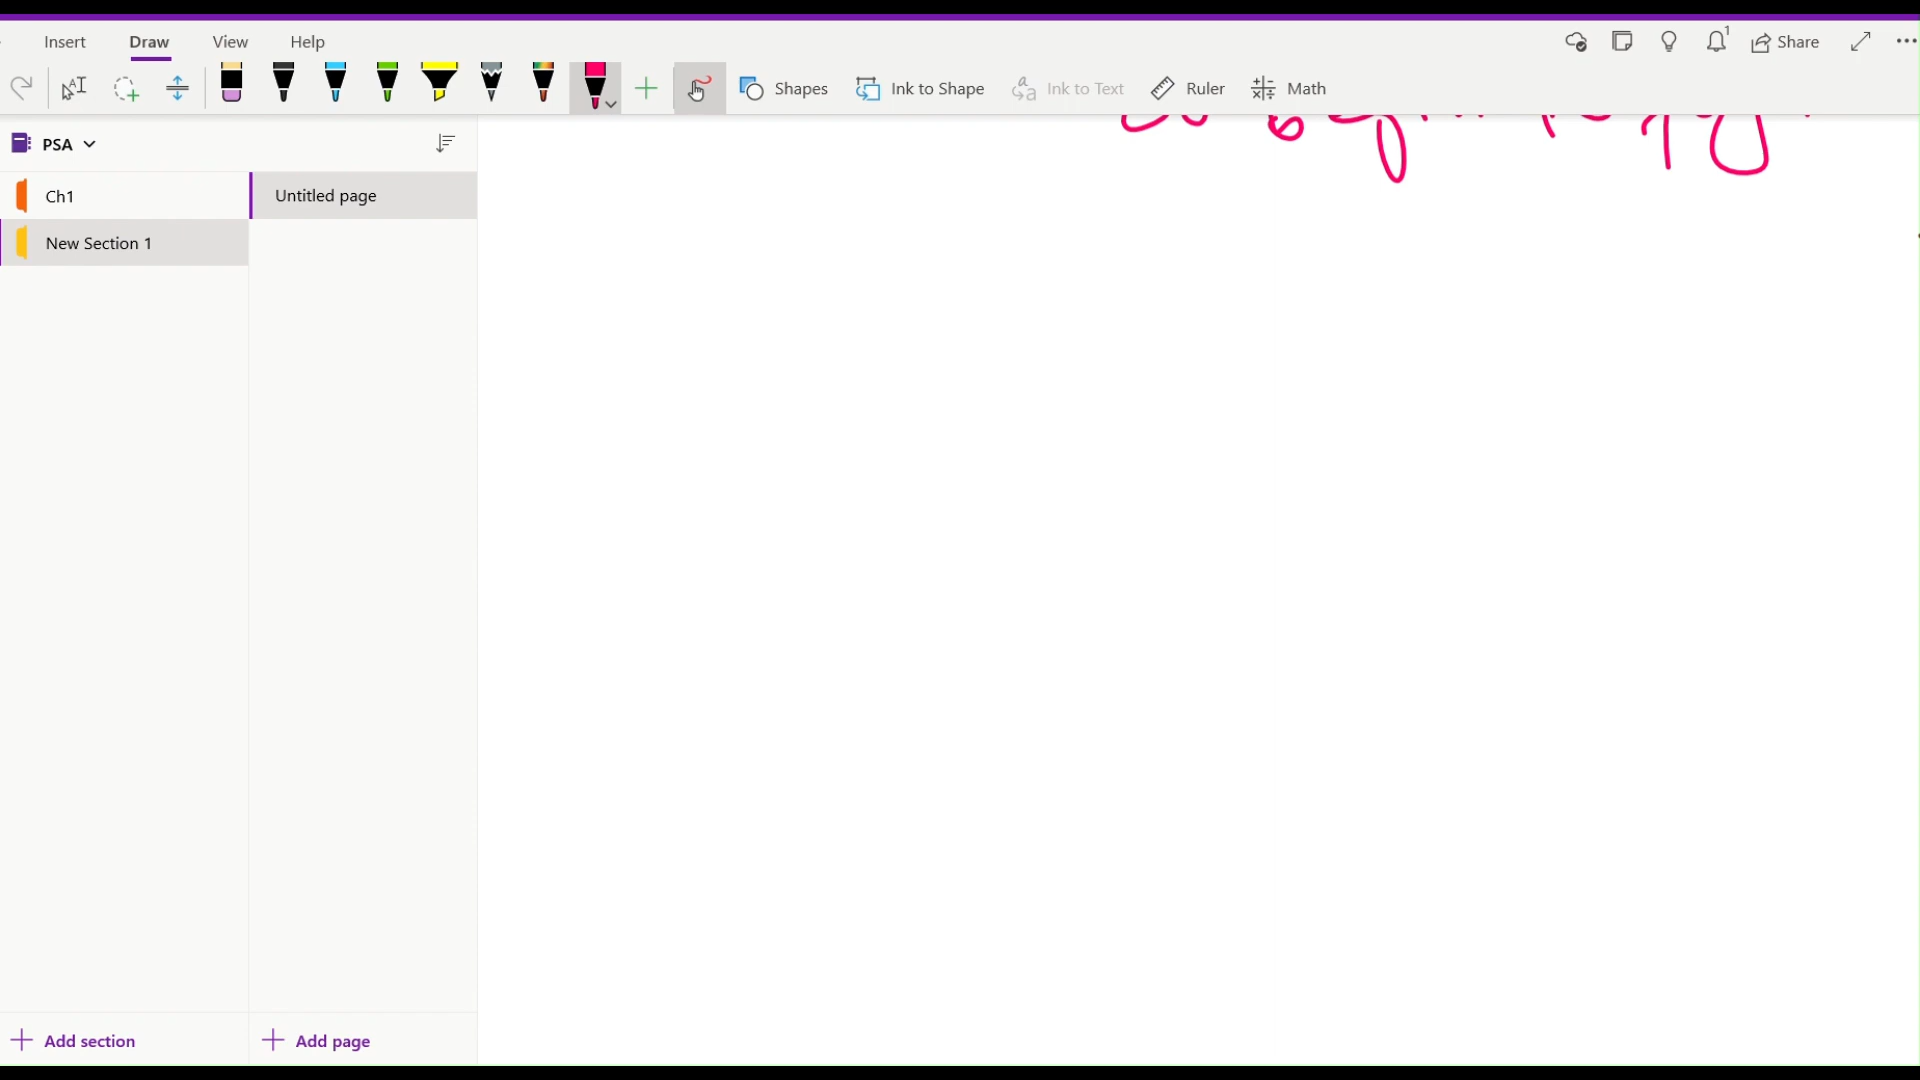 Insert Draw View Help 1 Share
Shapes Ink to Shape Ink to Text Ruler Math
PSA
Ch1 Untitled page
New Section 1
Add section Add page